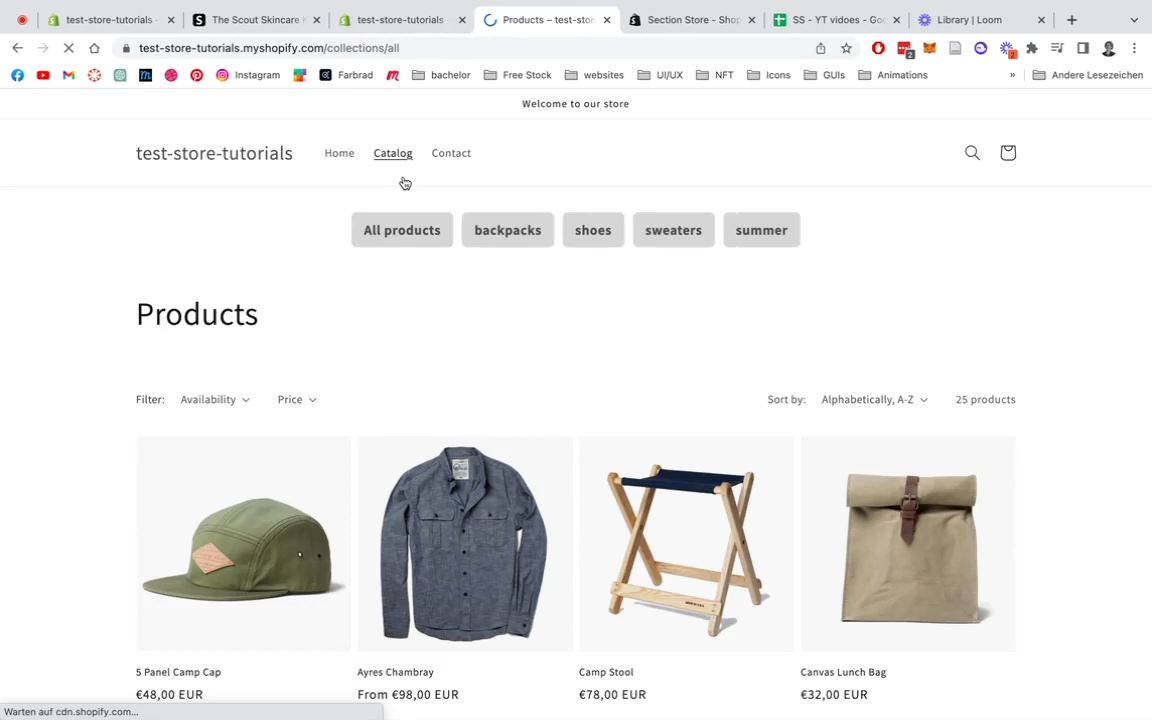 test-store-tutorials -
The Scout Skincare
test-store-tutorials
Products – test-stor
Section Store - Shop
SS - YT vidoes - Goo
Library | Loom
test-store-tutorials.myshopify.com/collections/all
2
2
Instagram
Farbrad
bachelor
Free Stock
websites
UI/UX
NFT
Icons
GUIs
Animations
»
Andere Lesezeichen
Welcome to our store
test-store-tutorials
Home
Catalog
Contact
All products
backpacks
shoes
sweaters
summer
Products
Filter:
Availability
Price
Sort by:
Alphabetically, A-Z
25 products
5 Panel Camp Cap
Ayres Chambray
Camp Stool
Canvas Lunch Bag
€48,00 EUR
From €98,00 EUR
€78,00 EUR
€32,00 EUR
Warten auf cdn.shopify.com...